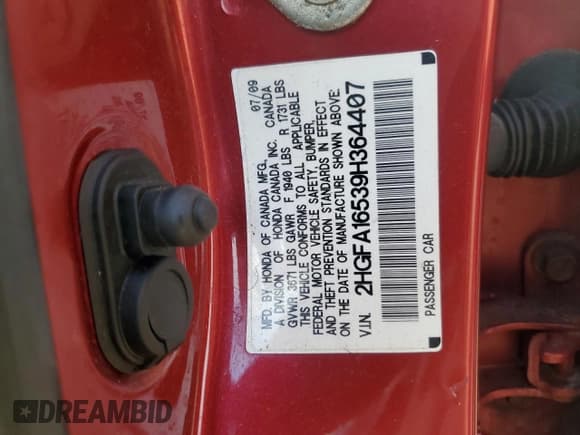 MFD. BY HONDA OF CANADA MFG. 07/09
A DIVISION OF HONDA CANADA INC. CANADA
GVWR 3671 LBS GAWR F 1940 LBS R 1731 LBS
THIS VEHICLE CONFORMS TO ALL APPLICABLE
FEDERAL MOTOR VEHICLE SAFETY, BUMPER,
AND THEFT PREVENTION STANDARDS IN EFFECT
ON THE DATE OF MANUFACTURE SHOWN ABOVE.
V.I.N. 2HGFA16539H364407
PASSENGER CAR
DREAMBID